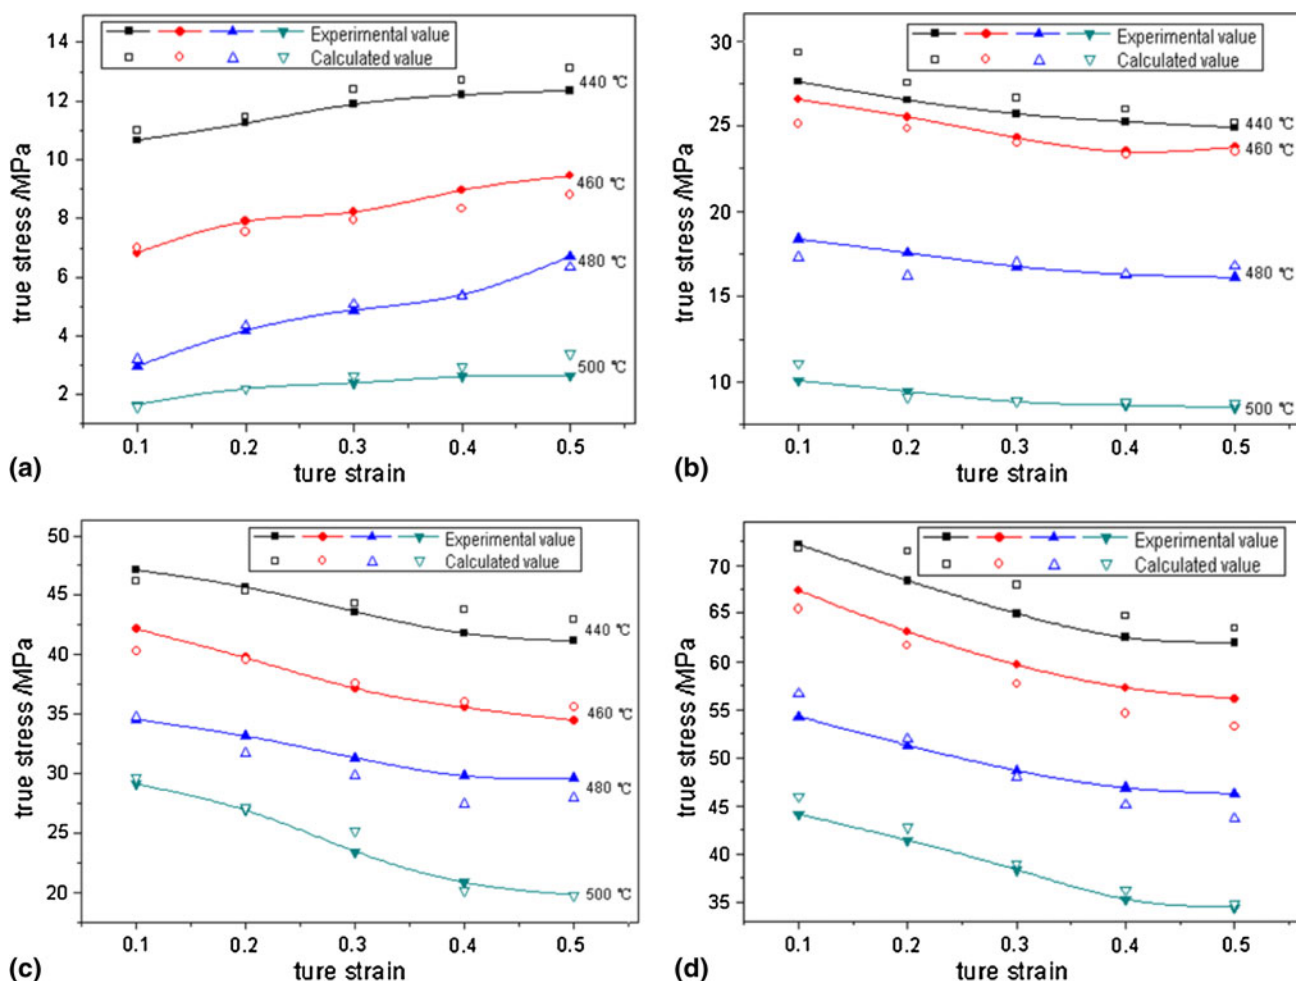 Experimental value
Calculated value
true stress /MPa
14
12
10
8
6
4
2
440 ℃
460 ℃
480 ℃
500 ℃
0.1 0.2 0.3 0.4 0.5
(a) ture strain
Experimental value
Calculated value
true stress /MPa
30
25
20
15
10
440 ℃
460 ℃
480 ℃
500 ℃
0.1 0.2 0.3 0.4 0.5
(b) ture strain
Experimental value
Calculated value
true stress /MPa
50
45
40
35
30
25
20
440 ℃
460 ℃
480 ℃
500 ℃
0.1 0.2 0.3 0.4 0.5
(c) ture strain
Experimental value
Calculated value
true stress /MPa
70
65
60
55
50
45
40
35
0.1 0.2 0.3 0.4 0.5
(d) ture strain